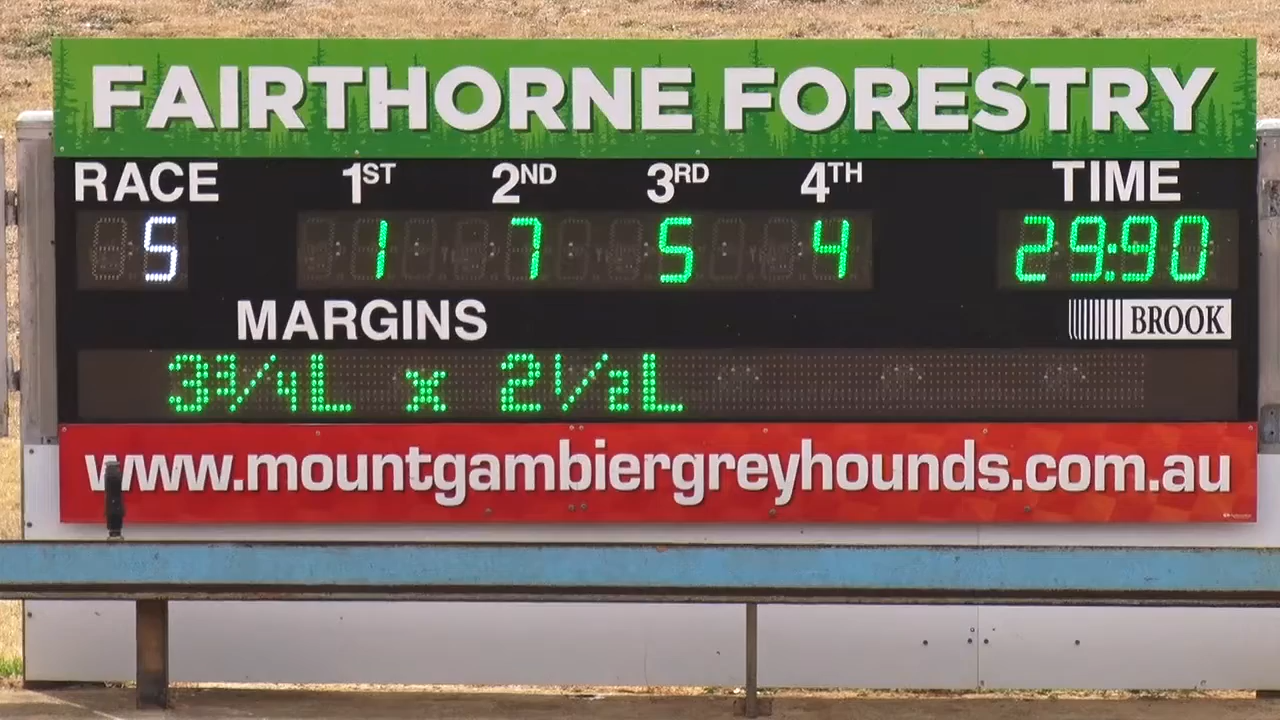 FAIRTHORNE FORESTRY
RACE 1ST 2ND 3RD 4TH TIME
5 1 7 5 4 29:90
MARGINS BROOK
3¾L x 2½L
www.mountgambiergreyhounds.com.au